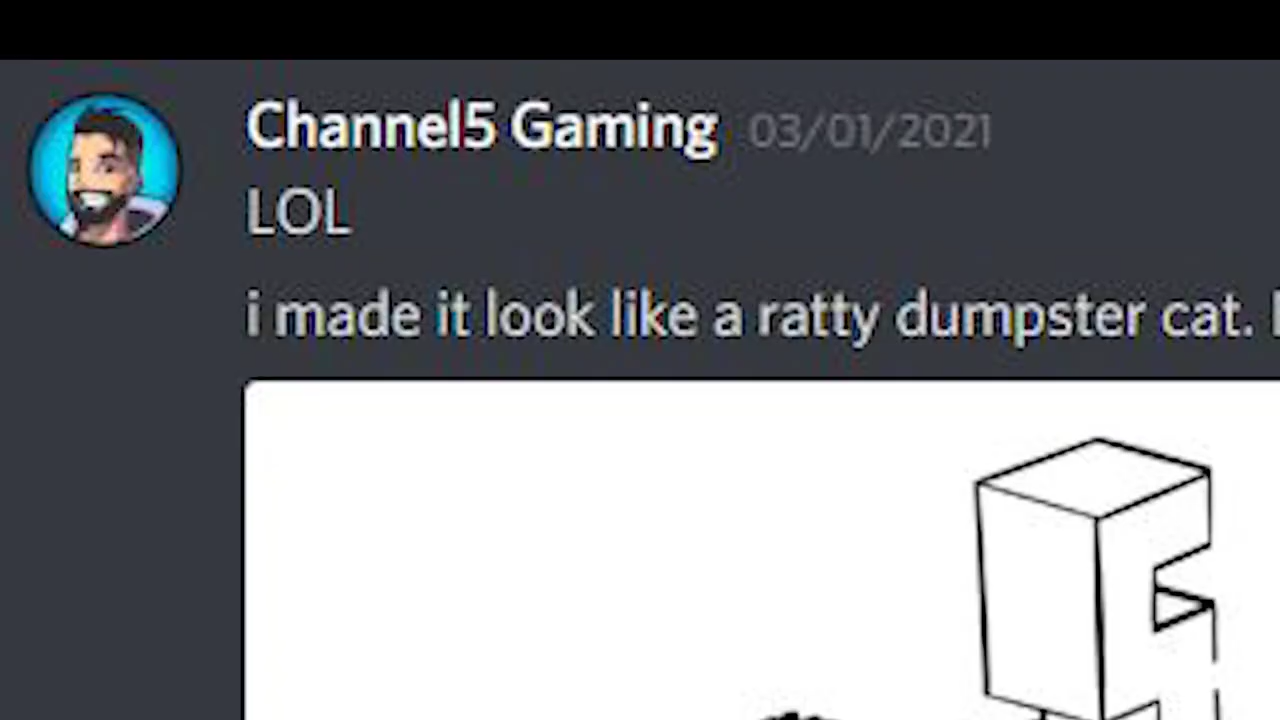 Channel5 Gaming 03/01/2021
LOL
i made it look like a ratty dumpster cat.